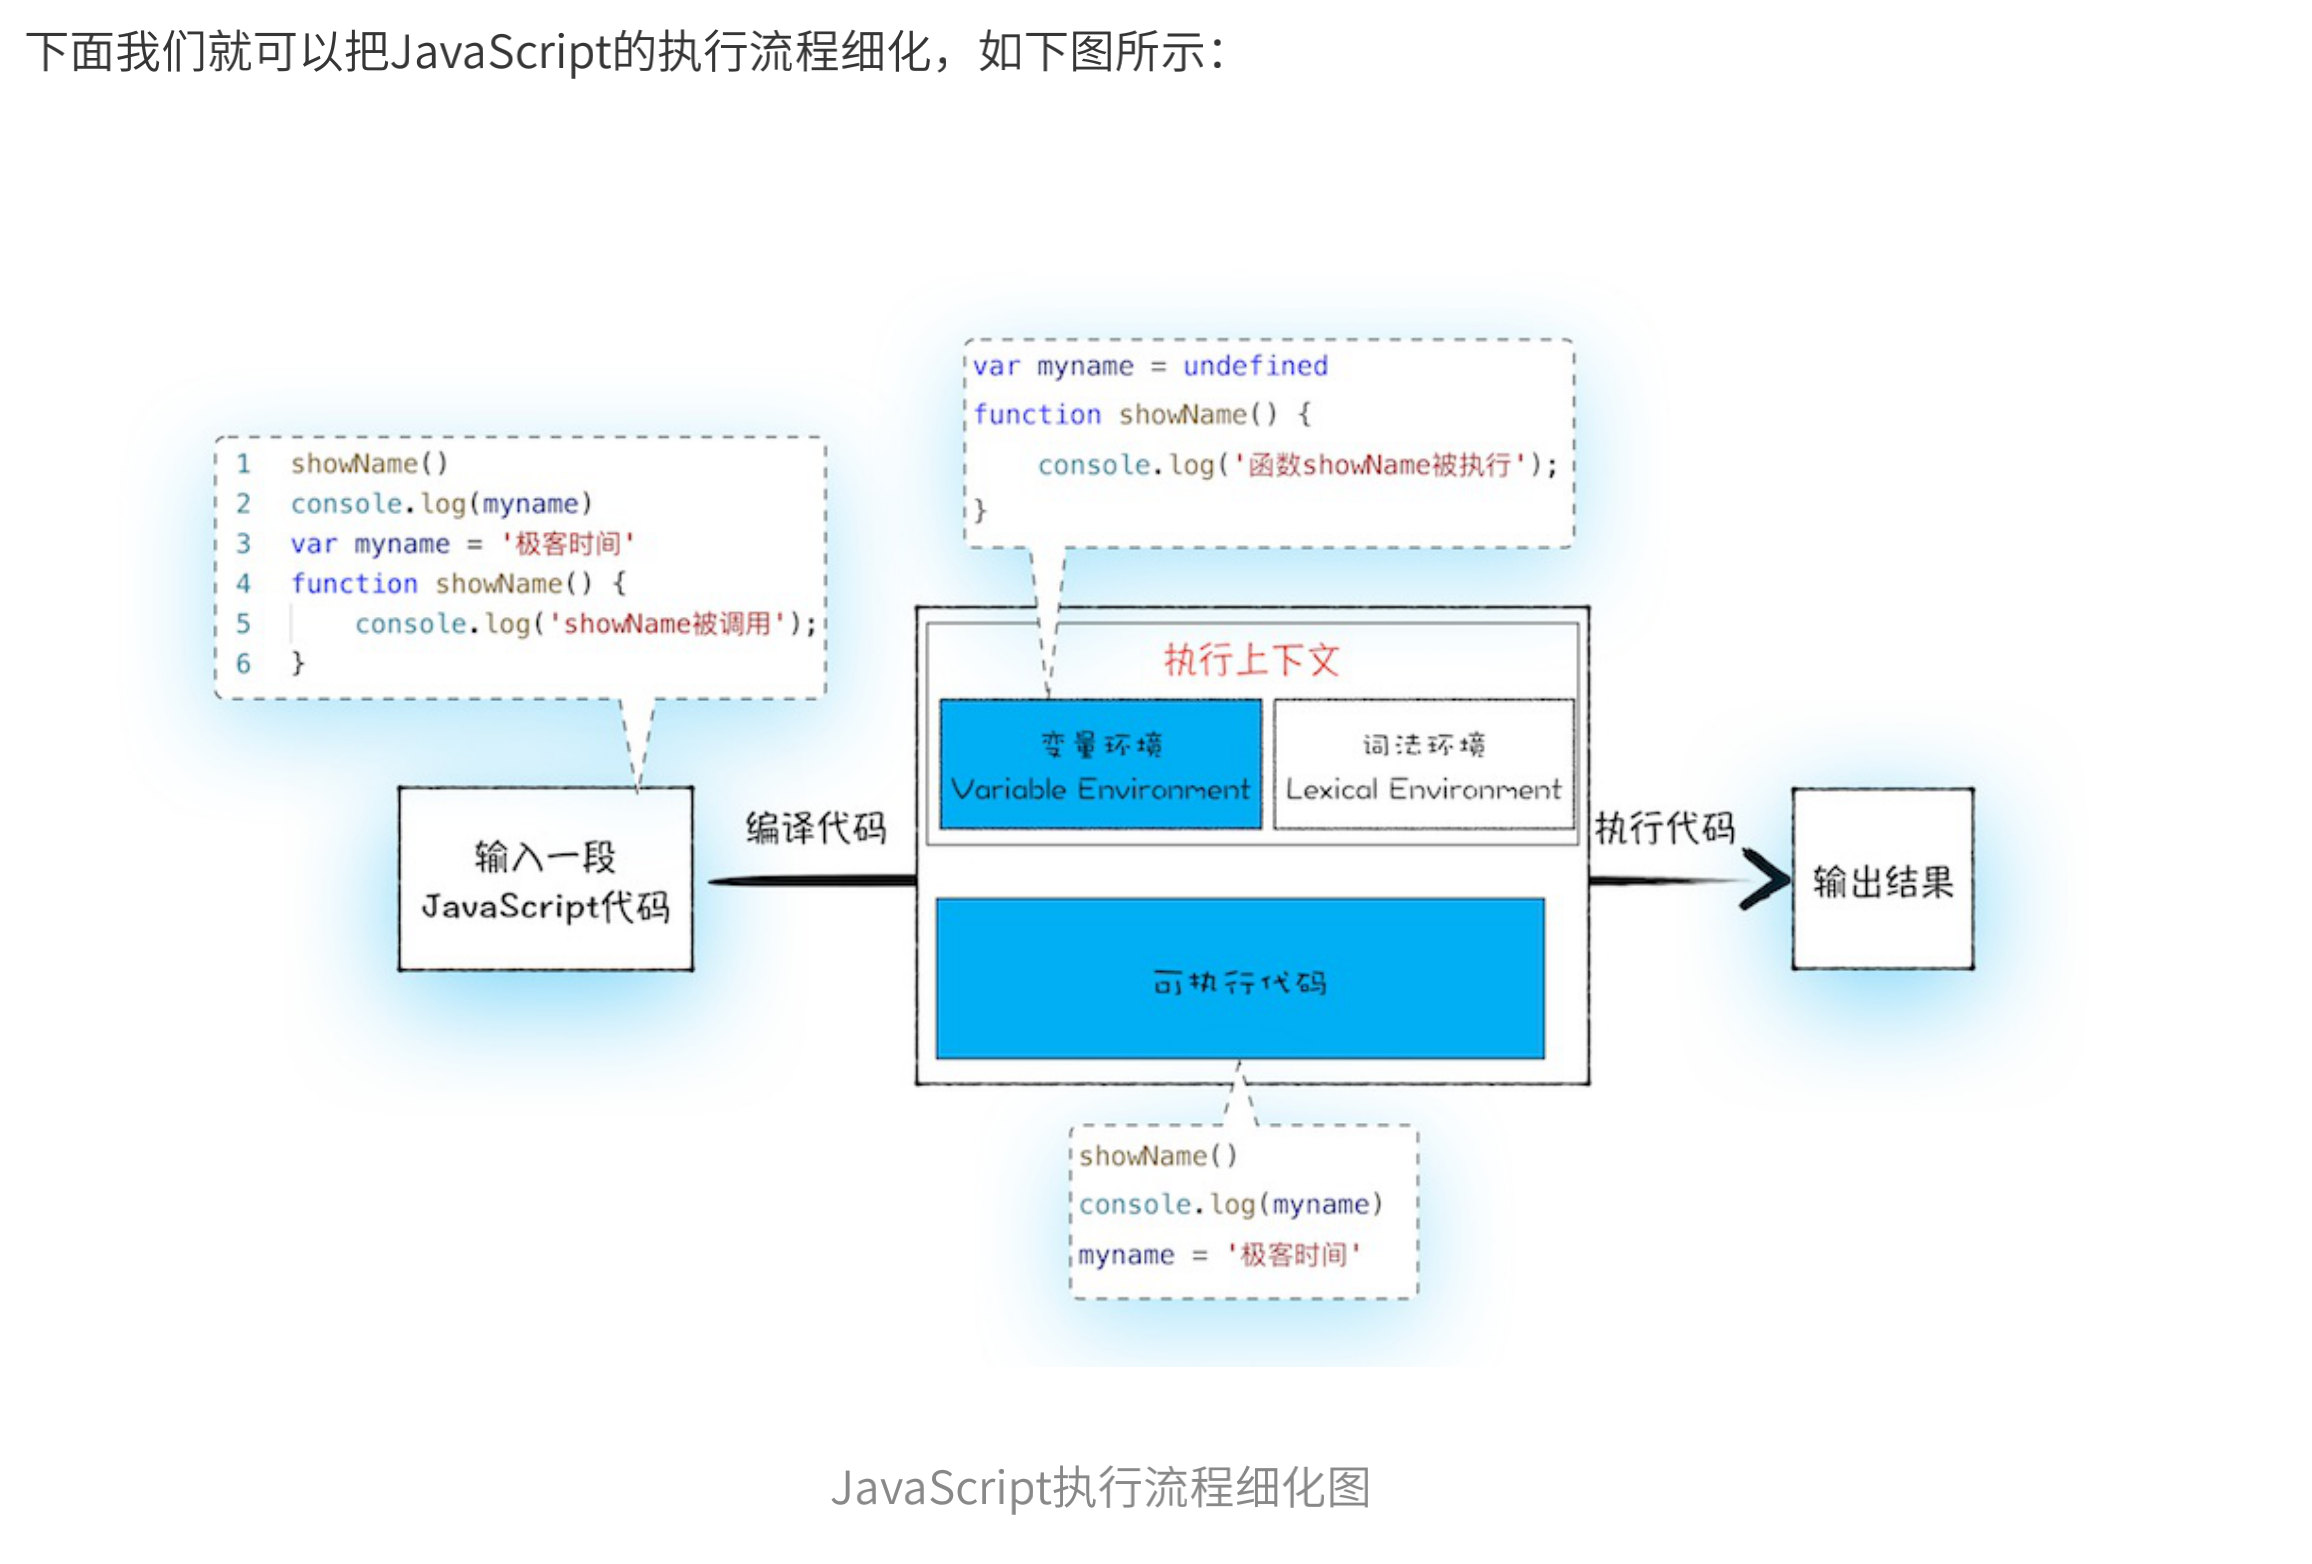 下面我们就可以把JavaScript的执行流程细化，如下图所示：
var myname = undefined
function showName() {
    console.log('函数showName被执行');
}
1 showName()
2 console.log(myname)
3 var myname = '极客时间'
4 function showName() {
5     console.log('showName被调用');
6 }
执行上下文
变量环境
Variable Environment
词法环境
Lexical Environment
输入一段
JavaScript代码
编译代码
执行代码
输出结果
可执行代码
showName()
console.log(myname)
myname = '极客时间'
JavaScript执行流程细化图